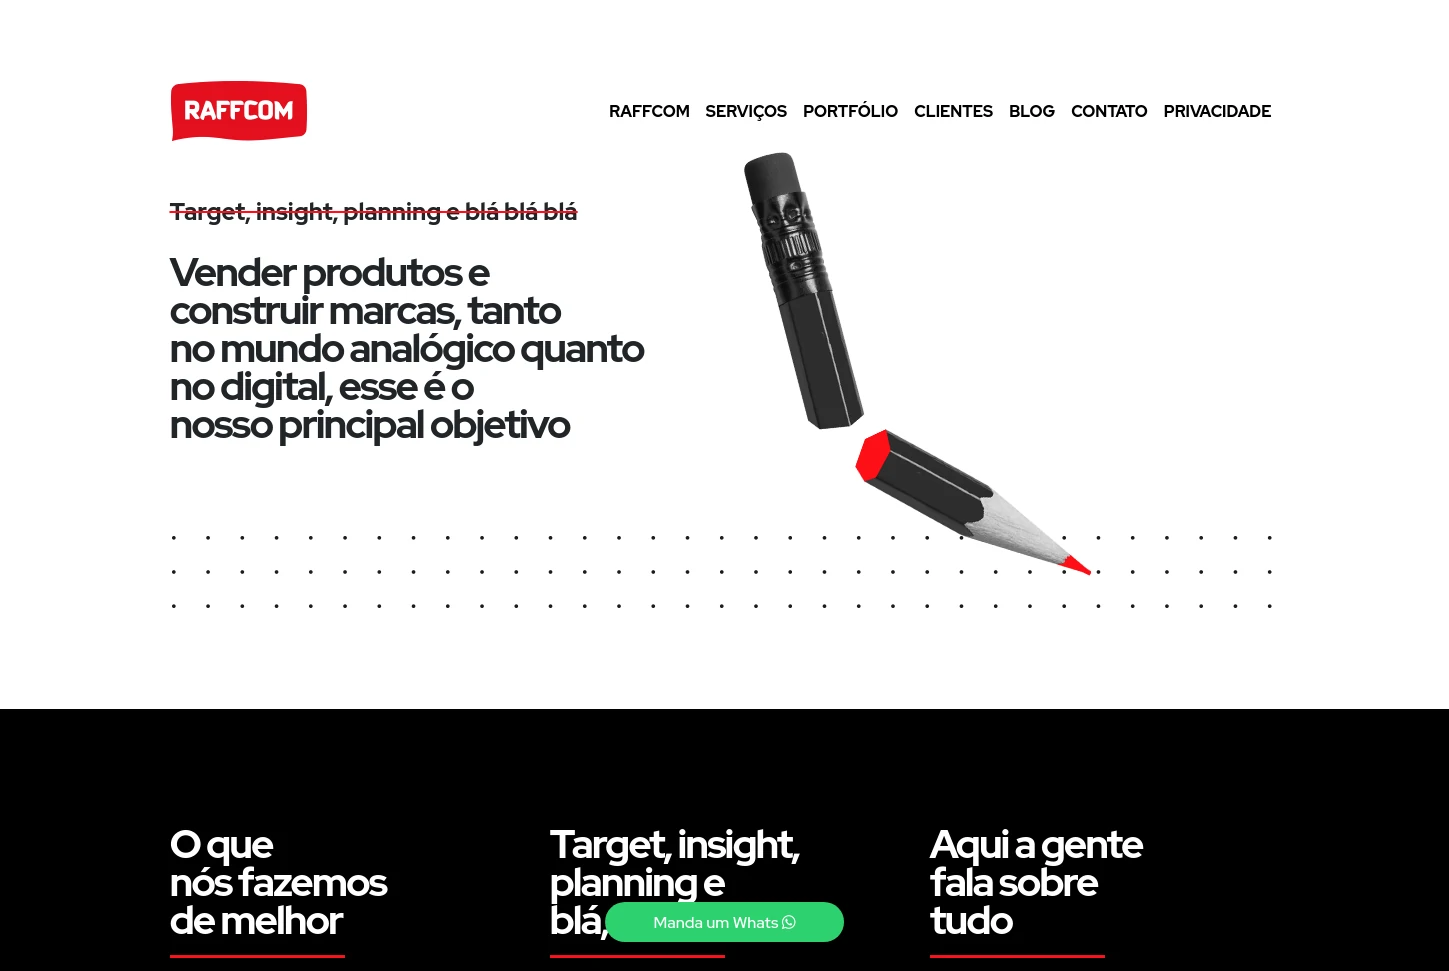 RAFFCOM
RAFFCOM SERVIÇOS PORTFÓLIO CLIENTES BLOG CONTATO PRIVACIDADE
Target, insight, planning e blá blá blá
Vender produtos e
construir marcas, tanto
no mundo analógico quanto
no digital, esse é o
nosso principal objetivo
O que
nós fazemos
de melhor
Target, insight,
planning e
blá,
Aqui a gente
fala sobre
tudo
Manda um Whats